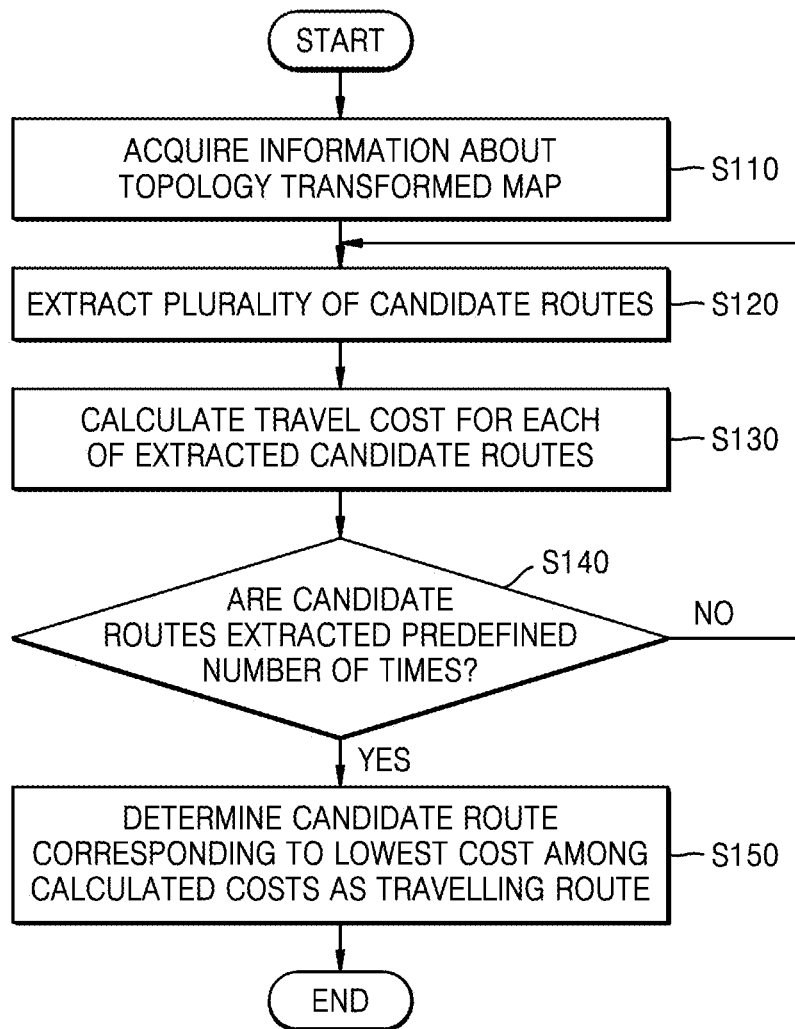 START
ACQUIRE INFORMATION ABOUT
TOPOLOGY TRANSFORMED MAP
S110
EXTRACT PLURALITY OF CANDIDATE ROUTES
S120
CALCULATE TRAVEL COST FOR EACH
OF EXTRACTED CANDIDATE ROUTES
S130
S140
ARE CANDIDATE
ROUTES EXTRACTED PREDEFINED
NUMBER OF TIMES?
NO
YES
DETERMINE CANDIDATE ROUTE
CORRESPONDING TO LOWEST COST AMONG
CALCULATED COSTS AS TRAVELLING ROUTE
S150
END